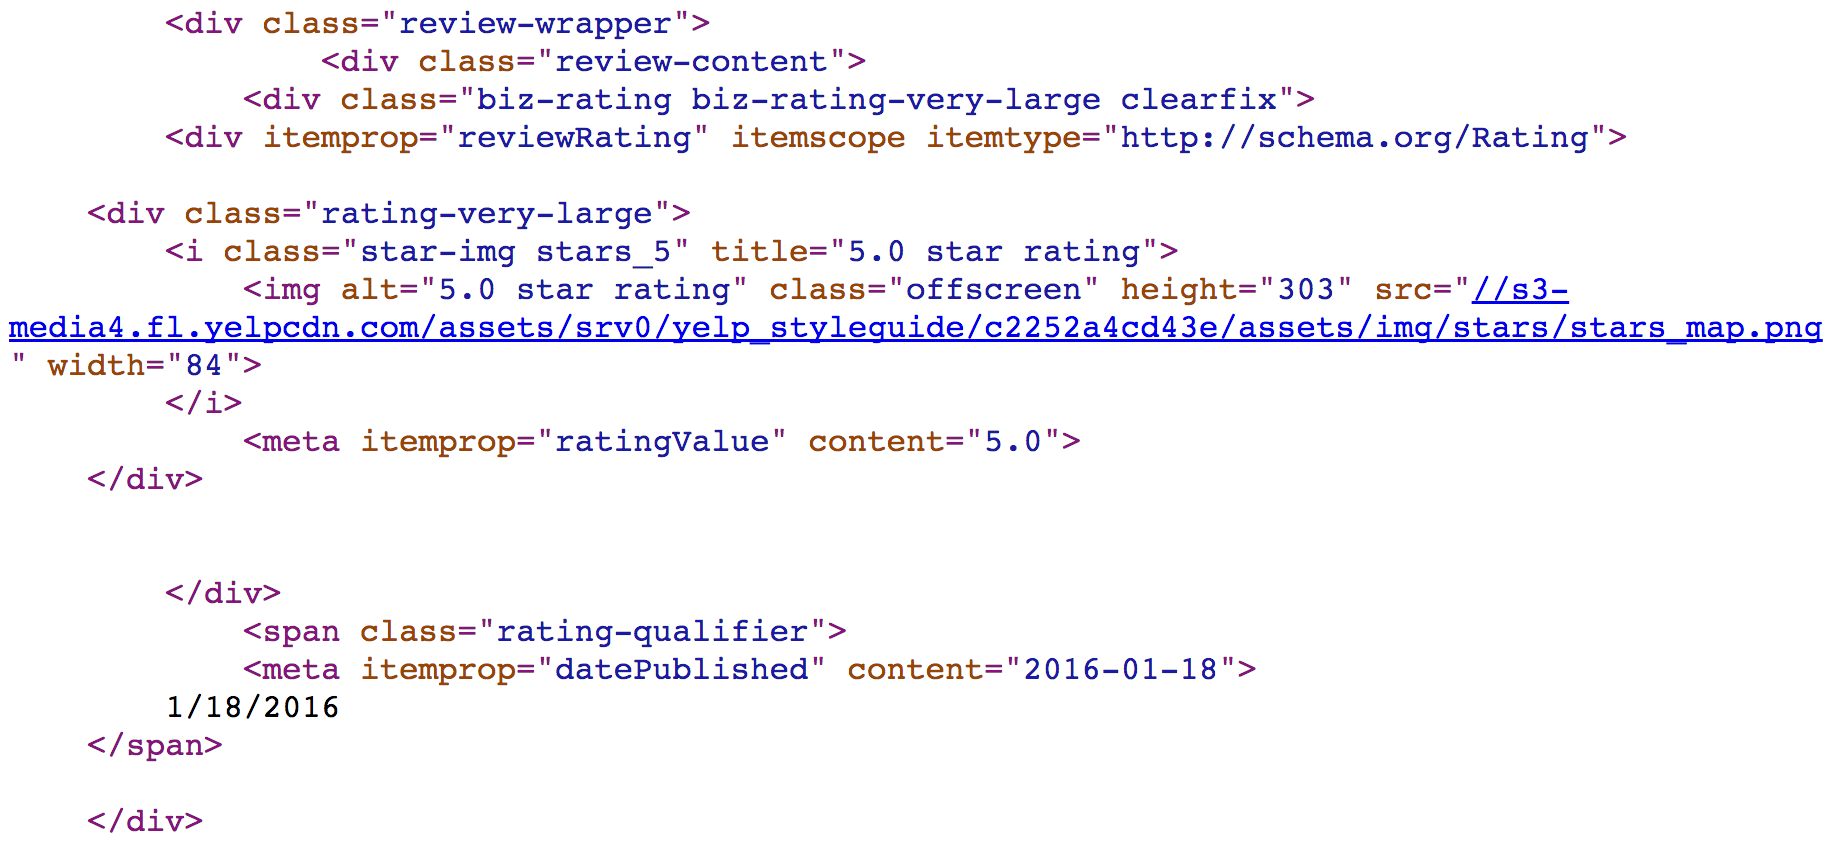 <div class="review-wrapper">
<div class="review-content">
<div class="biz-rating biz-rating-very-large clearfix">
<div itemprop="reviewRating" itemscope itemtype="http://schema.org/Rating">
<div class="rating-very-large">
<i class="star-img stars_5" title="5.0 star rating">
<img alt="5.0 star rating" class="offscreen" height="303" src="//s3-
media4.fl.yelpcdn.com/assets/srv0/yelp_styleguide/c2252a4cd43e/assets/img/stars/stars_map.png
" width="84">
</i>
<meta itemprop="ratingValue" content="5.0">
</div>
</div>
<span class="rating-qualifier">
<meta itemprop="datePublished" content="2016-01-18">
1/18/2016
</span>
</div>